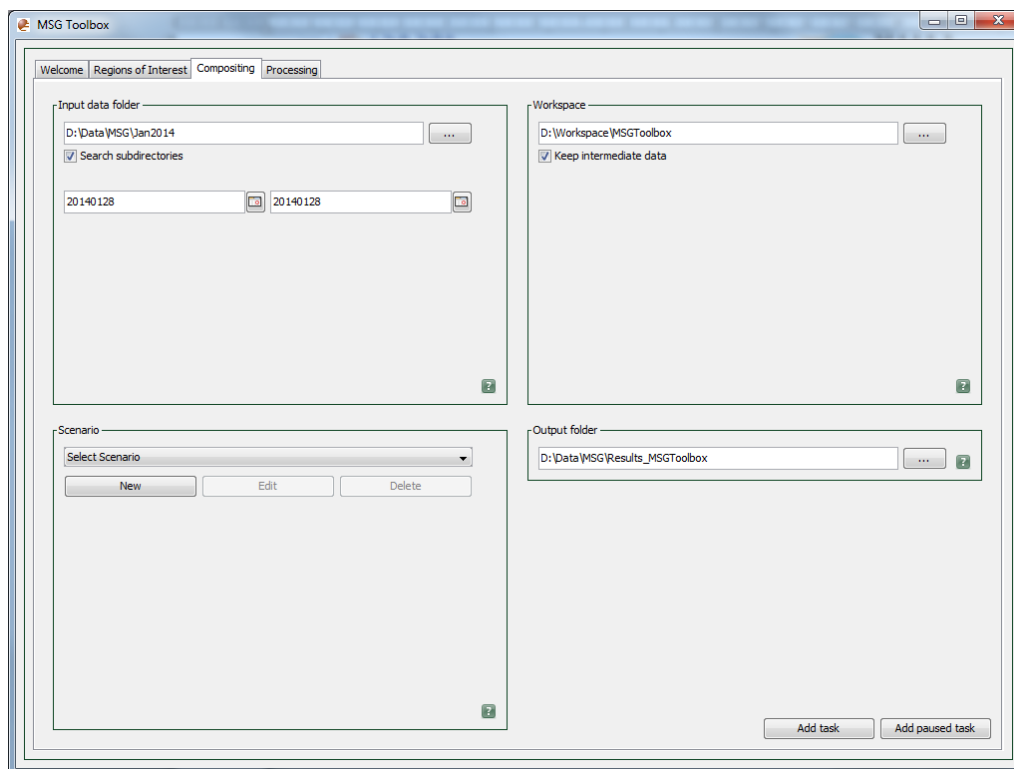 MSG Toolbox
Welcome Regions of Interest Compositing Processing
Input data folder
D:\Data\MSG\Jan2014 ...
Search subdirectories
20140128 20140128
?
Workspace
D:\Workspace\MSGToolbox ...
Keep intermediate data
?
Scenario
Select Scenario
New Edit Delete
?
Output folder
D:\Data\MSG\Results_MSGToolbox ... ?
Add task Add paused task